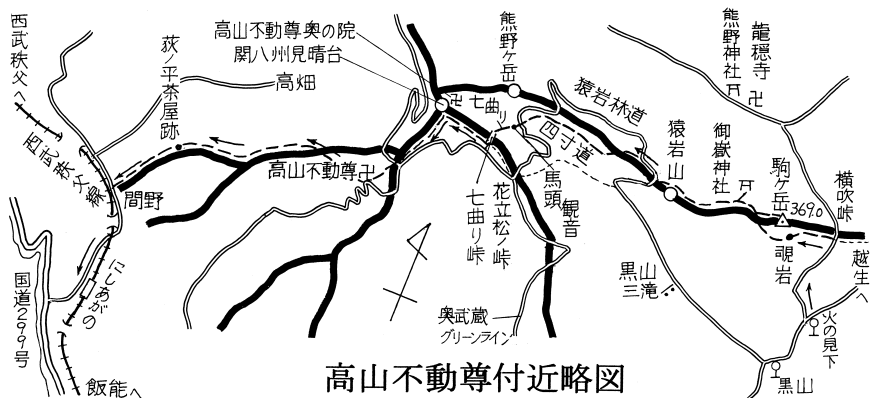 西武秩父へ
荻ノ平茶屋跡
高山不動尊奥の院
関八州見晴台
高畑
熊野ヶ岳
七曲り
猿岩林道
四寸道
猿岩山
御嶽神社
熊野神社
龍穏寺
駒ヶ岳
369.0
横吹峠
越生へ
覗岩
火の見下
黒山
黒山三滝
馬頭観音
花立松ノ峠
七曲り峠
高山不動尊
間野
西武秩父線
にしあがの
国道299号
飯能へ
奥武蔵
グリーンライン
高山不動尊付近略図